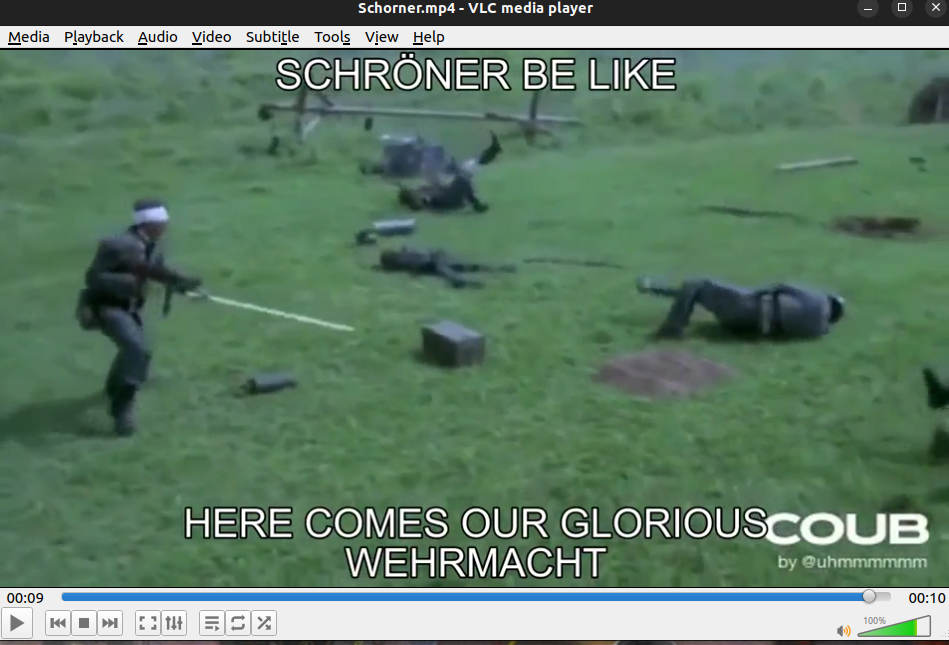 Schorner.mp4 - VLC media player
Media Playback Audio Video Subtitle Tools View Help
SCHRÖNER BE LIKE
HERE COMES OUR GLORIOUS
WEHRMACHT
COUB
by @uhmmmmmm
00:09
00:10
100%